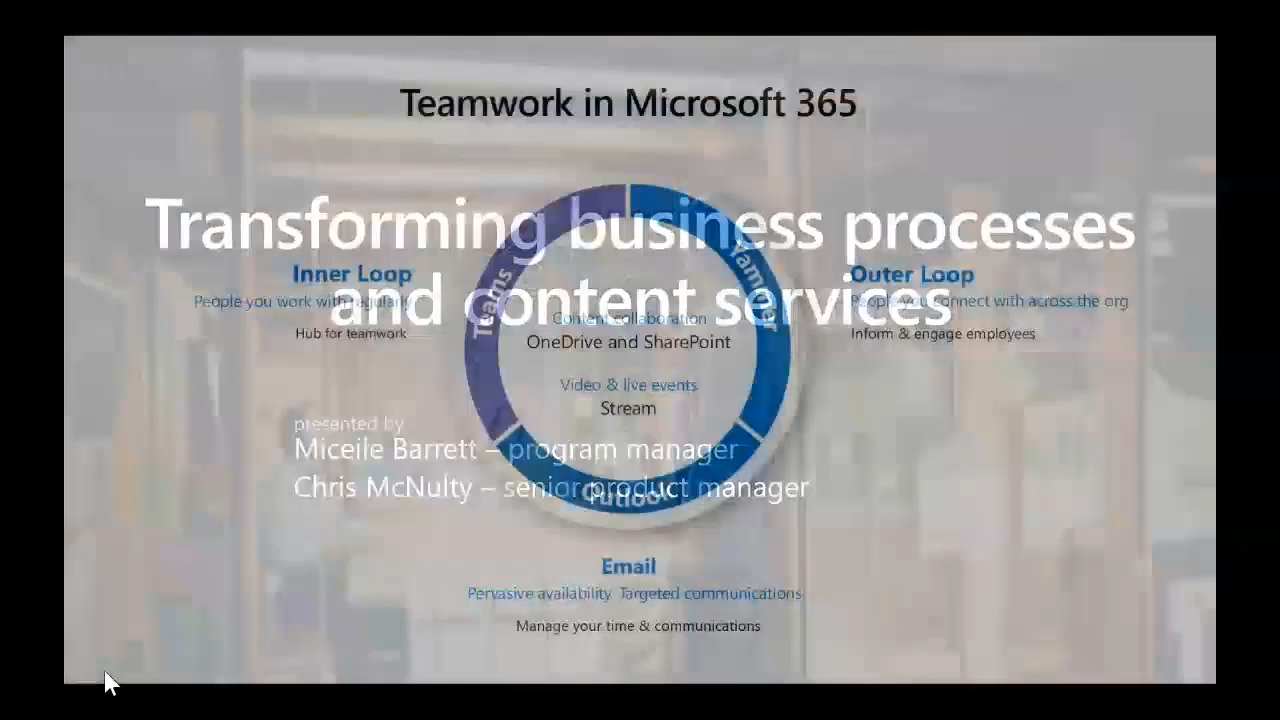 Teamwork in Microsoft 365
Transforming business processes
and content services
Inner Loop
People you work with regularly
Hub for teamwork
Teams
Yammer
Outlook
Content collaboration
OneDrive and SharePoint
Video & live events
Stream
Outer Loop
People you connect with across the org
Inform & engage employees
presented by
Miceile Barrett – program manager
Chris McNulty – senior product manager
Email
Pervasive availability Targeted communications
Manage your time & communications